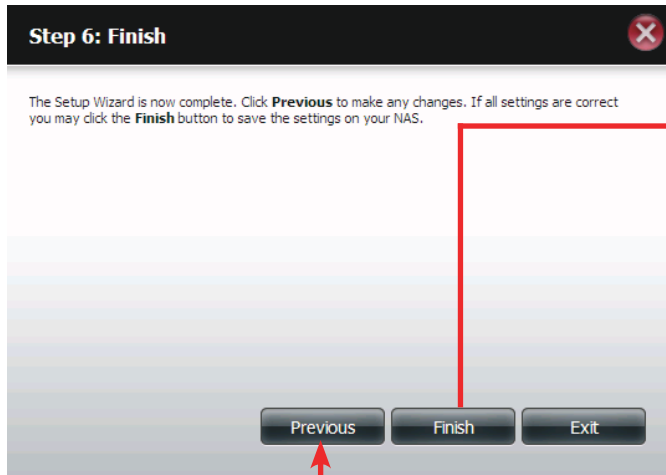 Step 6: Finish
The Setup Wizard is now complete. Click Previous to make any changes. If all settings are correct
you may click the Finish button to save the settings on your NAS.
Previous Finish Exit